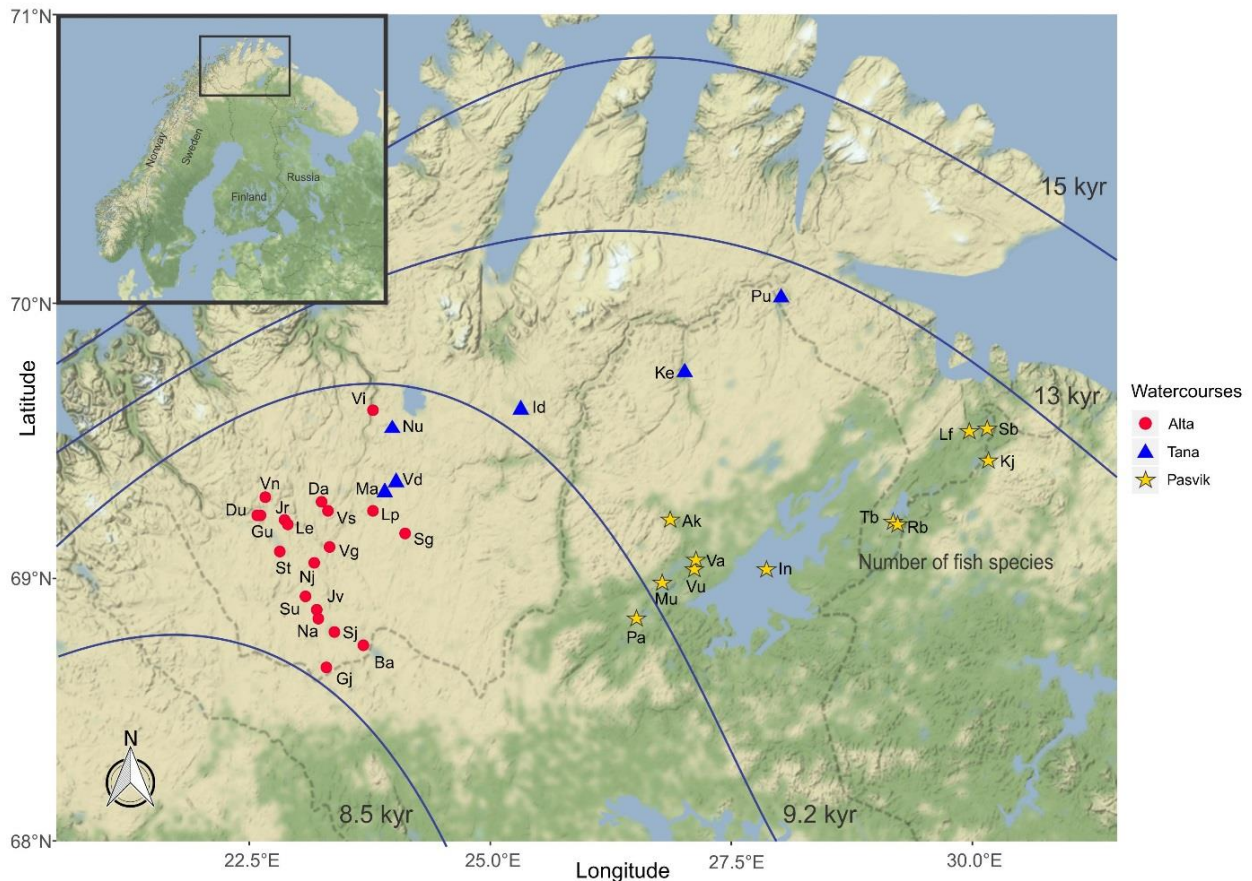 71°N
Norway
Sweden
Finland
Russia
15 kyr
Pu
70°N
Ke
13 kyr
Watercourses
Latitude
Vi
Id
Nu
Lf
Sb
Alta
Kj
Tana
Vd
Ma
Vn
Da
Pasvik
Du
Jr
Vs
Lp
Ak
Tb
Gu
Le
Rb
Sg
Vg
Va
Number of fish species
St
Nj
In
69°N
Vu
Mu
Su
Jv
Na
Sj
Pa
Ba
Gj
N
8.5 kyr
9.2 kyr
68°N
22.5°E
25.0°E
27.5°E
30.0°E
Longitude